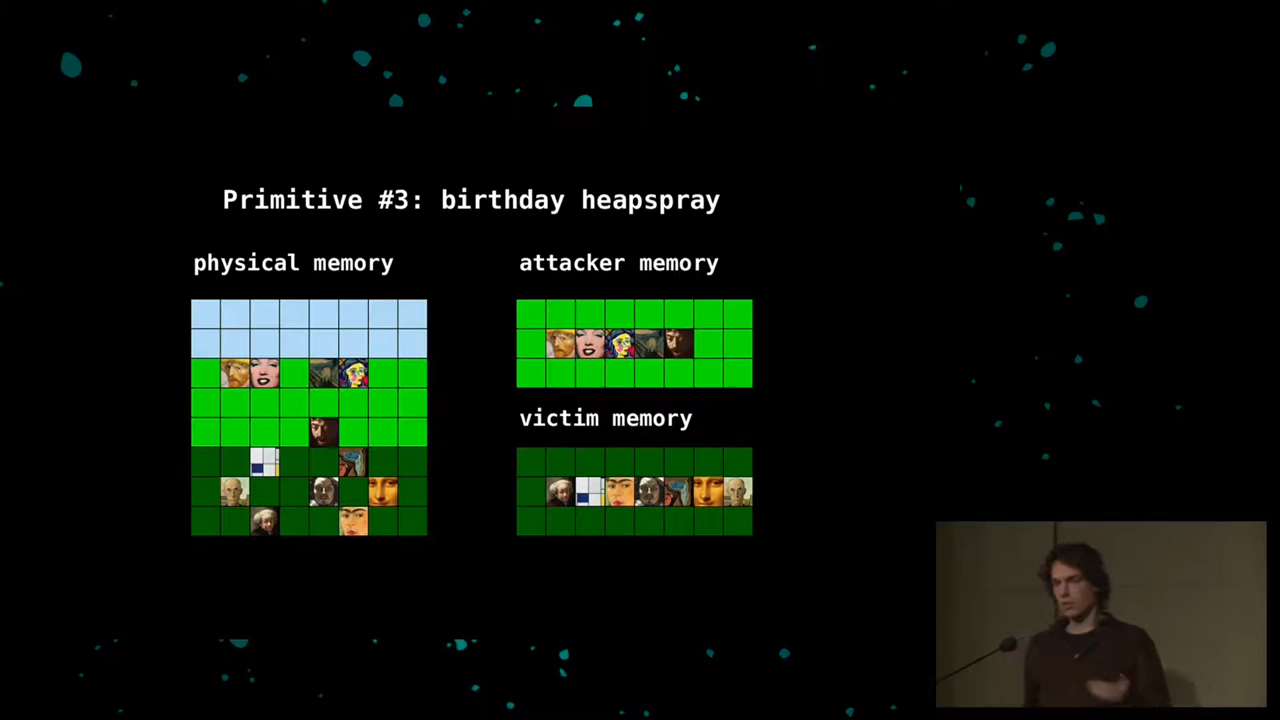 Primitive #3: birthday heapspray
physical memory
attacker memory
victim memory